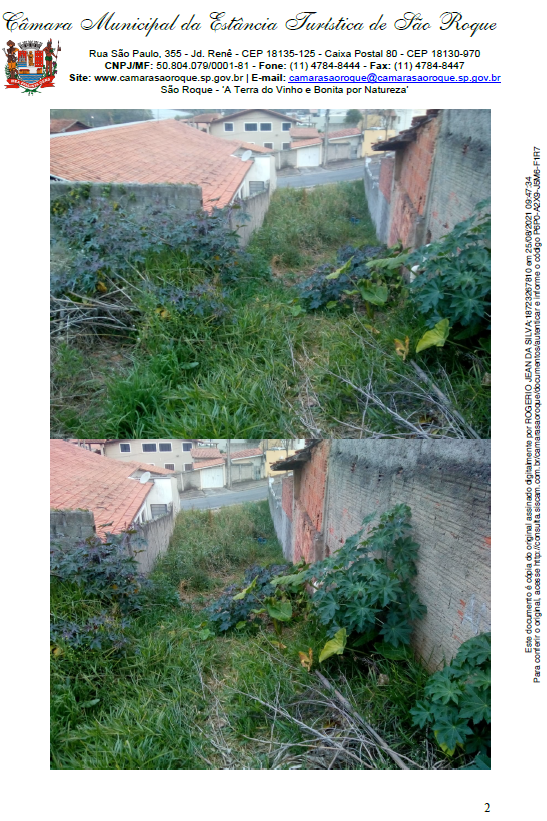 Câmara Municipal da Estância Turística de São Roque
Rua São Paulo, 355 - Jd. Renê - CEP 18135-125 - Caixa Postal 80 - CEP 18130-970
CNPJ/MF: 50.804.079/0001-81 - Fone: (11) 4784-8444 - Fax: (11) 4784-8447
Site: www.camarasaoroque.sp.gov.br | E-mail: camarasaoroque@camarasaoroque.sp.gov.br
São Roque - 'A Terra do Vinho e Bonita por Natureza'
Este documento é cópia do original assinado digitalmente por ROGERIO JEAN DA SILVA:18723267810 em 25/08/2021 09:47:34
Para conferir o original, acesse http://consulta.siscam.com.br/camarasaoroque/documentos/autenticar e informe o código P6P0-A2X9-J5M6-F1R7
2